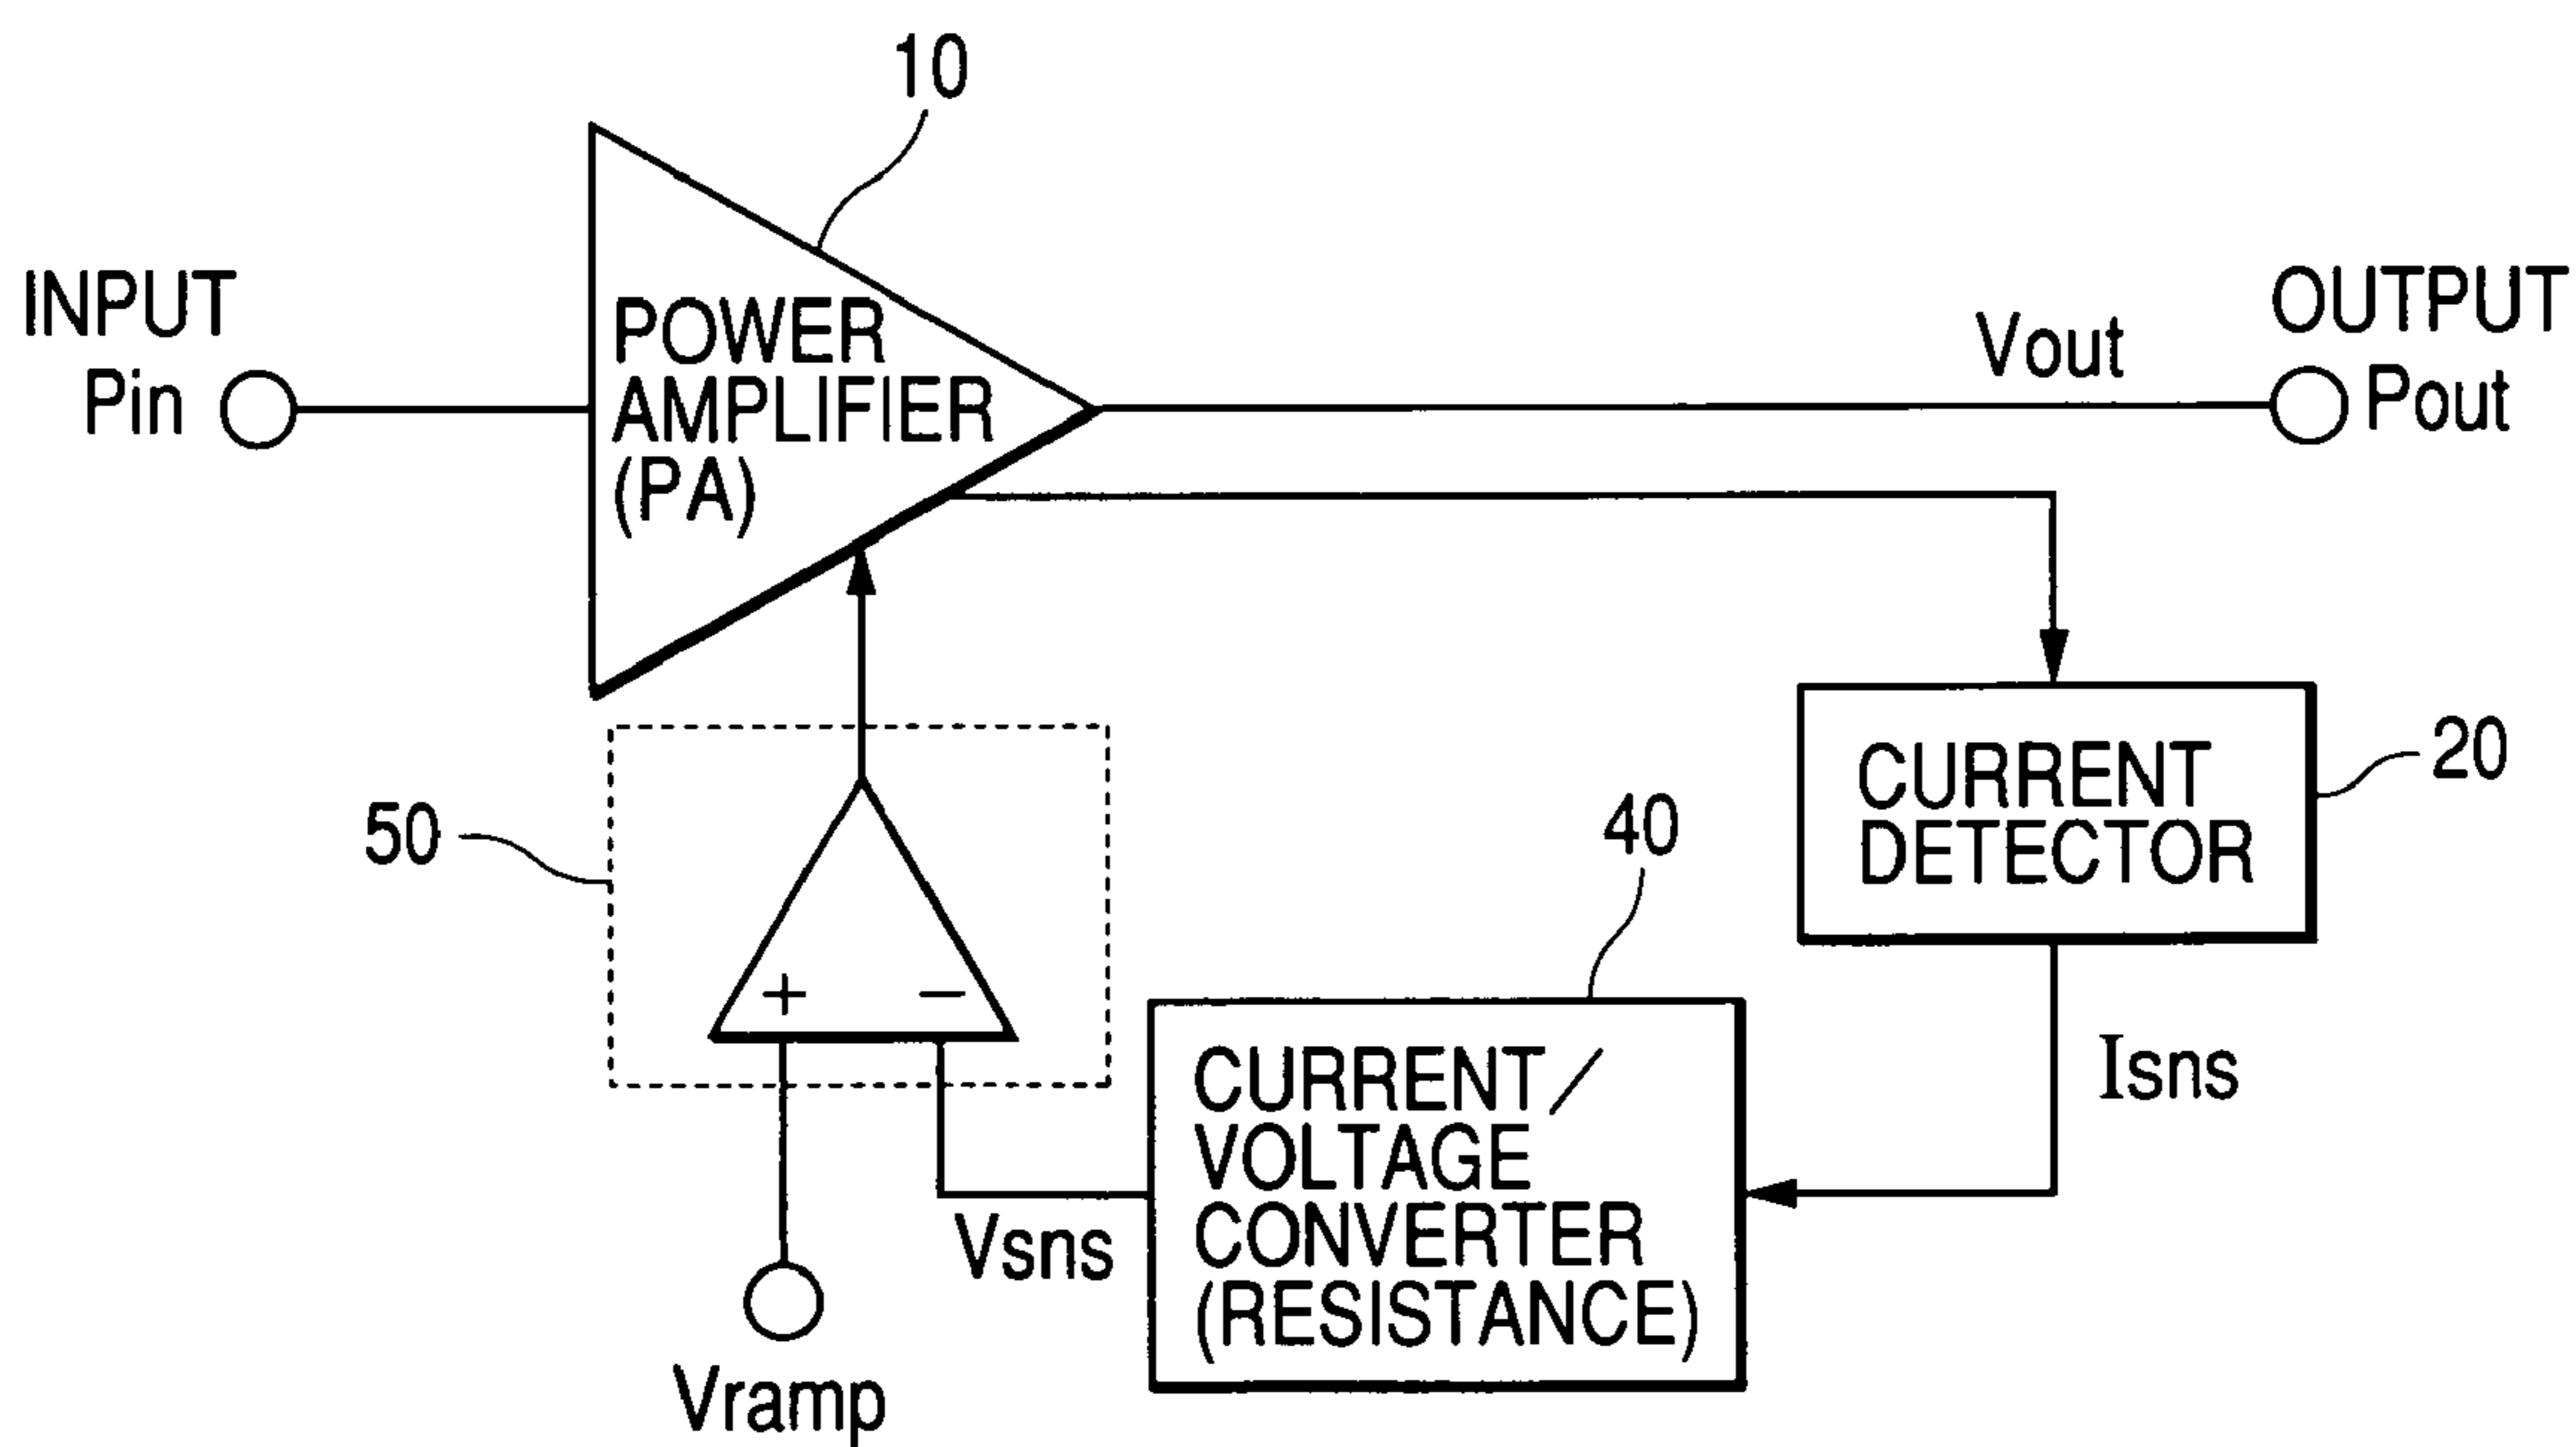 10
INPUT
Pin
POWER
AMPLIFIER
(PA)
Vout
OUTPUT
Pout
CURRENT
DETECTOR
20
50
+ −
40
CURRENT/
VOLTAGE
CONVERTER
(RESISTANCE)
Isns
Vsns
Vramp